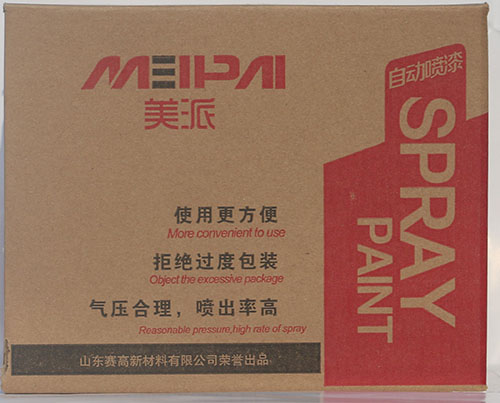 MEIPAI
美派
使用更方便
More convenient to use
拒绝过度包装
Object the excessive package
气压合理，喷出率高
Reasonable pressure,high rate of spray
山东赛高新材料有限公司荣誉出品
自动喷漆
SPRAY
PAINT